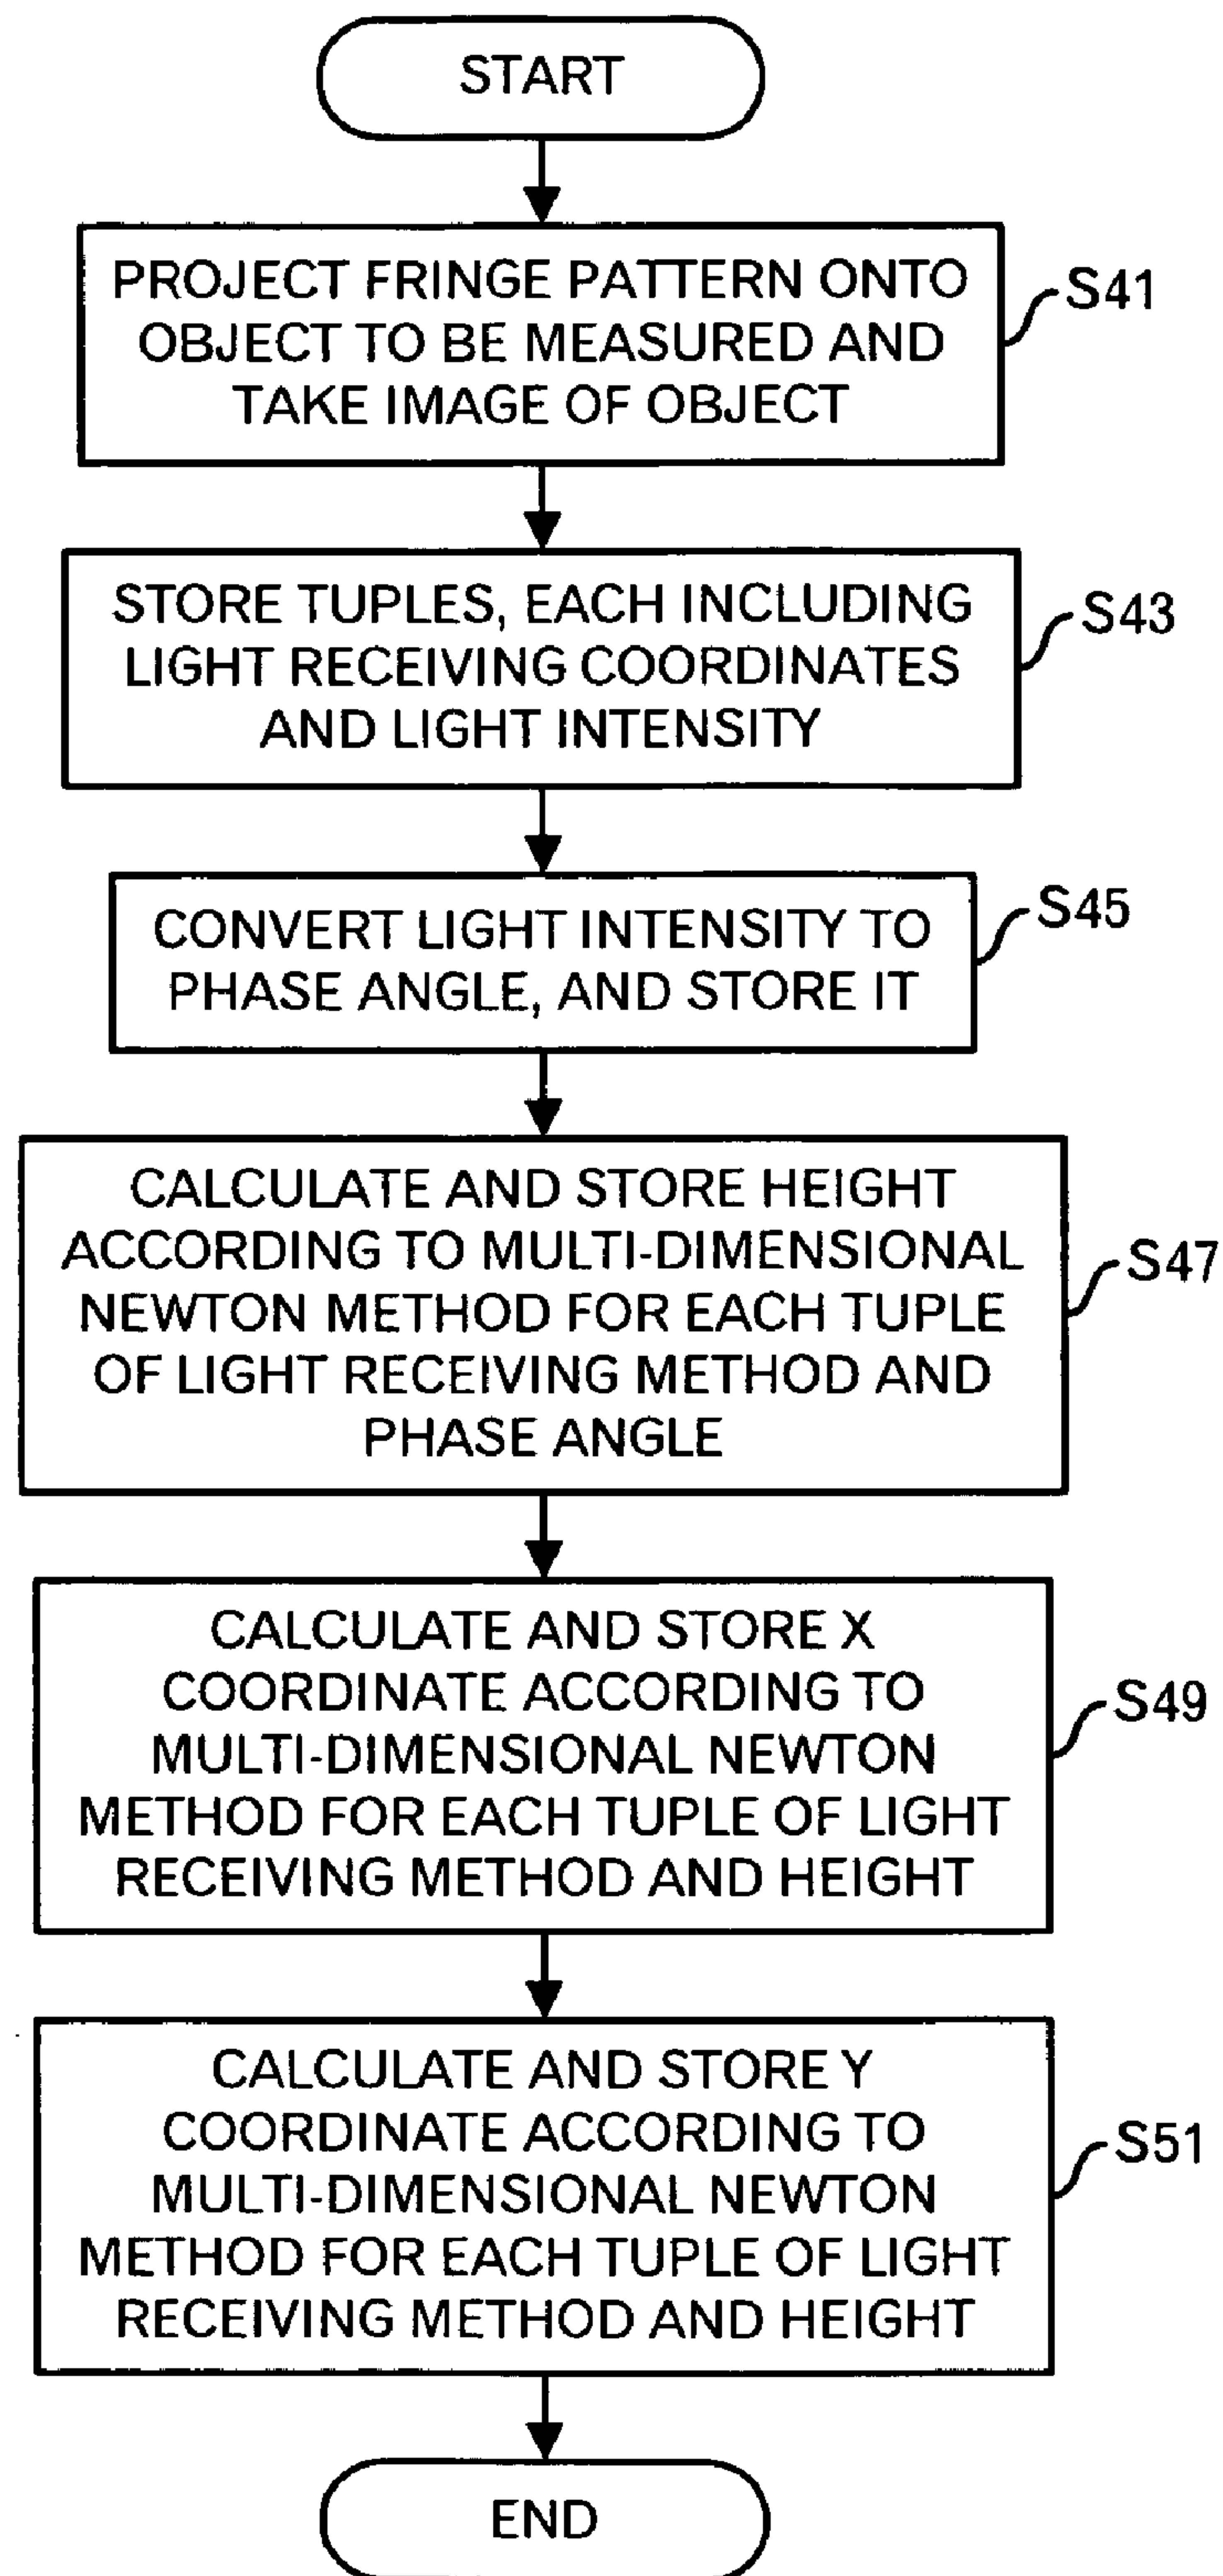 START
PROJECT FRINGE PATTERN ONTO
OBJECT TO BE MEASURED AND
TAKE IMAGE OF OBJECT
S41
STORE TUPLES, EACH INCLUDING
LIGHT RECEIVING COORDINATES
AND LIGHT INTENSITY
S43
CONVERT LIGHT INTENSITY TO
PHASE ANGLE, AND STORE IT
S45
CALCULATE AND STORE HEIGHT
ACCORDING TO MULTI-DIMENSIONAL
NEWTON METHOD FOR EACH TUPLE
OF LIGHT RECEIVING METHOD AND
PHASE ANGLE
S47
CALCULATE AND STORE X
COORDINATE ACCORDING TO
MULTI-DIMENSIONAL NEWTON
METHOD FOR EACH TUPLE OF LIGHT
RECEIVING METHOD AND HEIGHT
S49
CALCULATE AND STORE Y
COORDINATE ACCORDING TO
MULTI-DIMENSIONAL NEWTON
METHOD FOR EACH TUPLE OF LIGHT
RECEIVING METHOD AND HEIGHT
S51
END